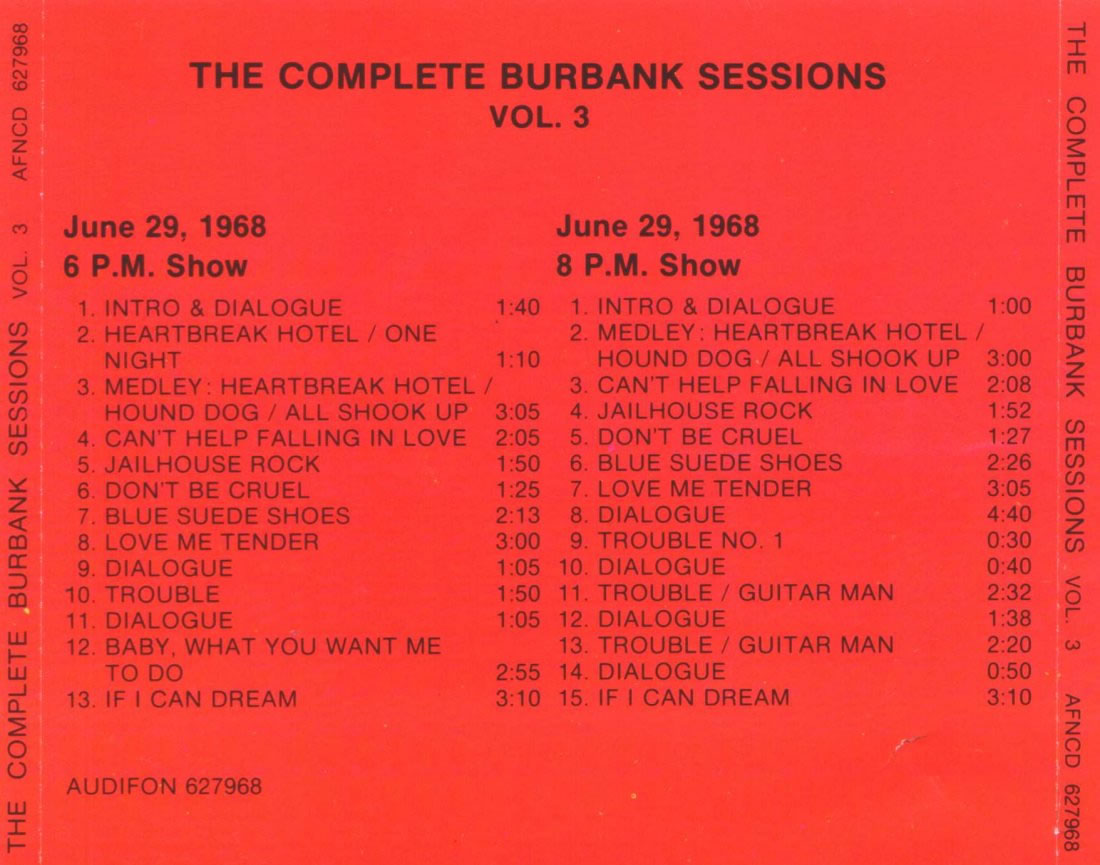 THE COMPLETE BURBANK SESSIONS VOL. 3 AFNCD 627968
THE COMPLETE BURBANK SESSIONS
VOL. 3
June 29, 1968
6 P.M. Show
1. INTRO & DIALOGUE 1:40
2. HEARTBREAK HOTEL / ONE
NIGHT 1:10
3. MEDLEY: HEARTBREAK HOTEL /
HOUND DOG / ALL SHOOK UP 3:05
4. CAN'T HELP FALLING IN LOVE 2:05
5. JAILHOUSE ROCK 1:50
6. DON'T BE CRUEL 1:25
7. BLUE SUEDE SHOES 2:13
8. LOVE ME TENDER 3:00
9. DIALOGUE 1:05
10. TROUBLE 1:50
11. DIALOGUE 1:05
12. BABY, WHAT YOU WANT ME
TO DO 2:55
13. IF I CAN DREAM 3:10
June 29, 1968
8 P.M. Show
1. INTRO & DIALOGUE 1:00
2. MEDLEY: HEARTBREAK HOTEL /
HOUND DOG / ALL SHOOK UP 3:00
3. CAN'T HELP FALLING IN LOVE 2:08
4. JAILHOUSE ROCK 1:52
5. DON'T BE CRUEL 1:27
6. BLUE SUEDE SHOES 2:26
7. LOVE ME TENDER 3:05
8. DIALOGUE 4:40
9. TROUBLE NO. 1 0:30
10. DIALOGUE 0:40
11. TROUBLE / GUITAR MAN 2:32
12. DIALOGUE 1:38
13. TROUBLE / GUITAR MAN 2:20
14. DIALOGUE 0:50
15. IF I CAN DREAM 3:10
AUDIFON 627968
THE COMPLETE BURBANK SESSIONS VOL. 3 AFNCD 627968